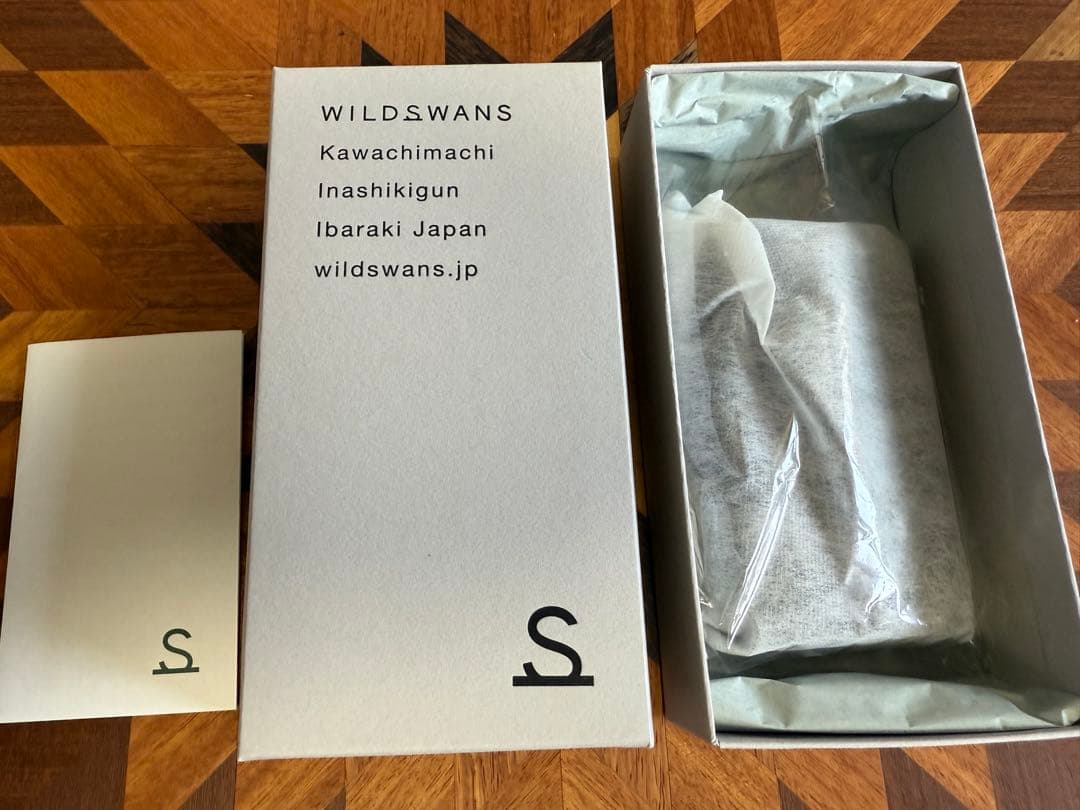 WILDSWANS
Kawachimachi
Inashikigun
Ibaraki Japan
wildswans.jp
S
S